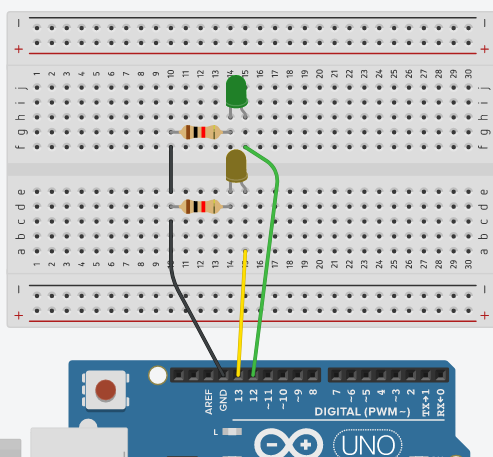 − −
+ +
1 2 3 4 5 6 7 8 9 10 11 12 13 14 15 16 17 18 19 20 21 22 23 24 25 26 27 28 29 30
j j
i i
h h
g g
f f
e e
d d
c c
b b
a a
1 2 3 4 5 6 7 8 9 10 11 12 13 14 15 16 17 18 19 20 21 22 23 24 25 26 27 28 29 30
− −
+ +
AREF GND 13 12 ~11 ~10 ~9 8 7 ~6 ~5 4 ~3 2 TX→1 RX←0
DIGITAL (PWM~)
L
UNO